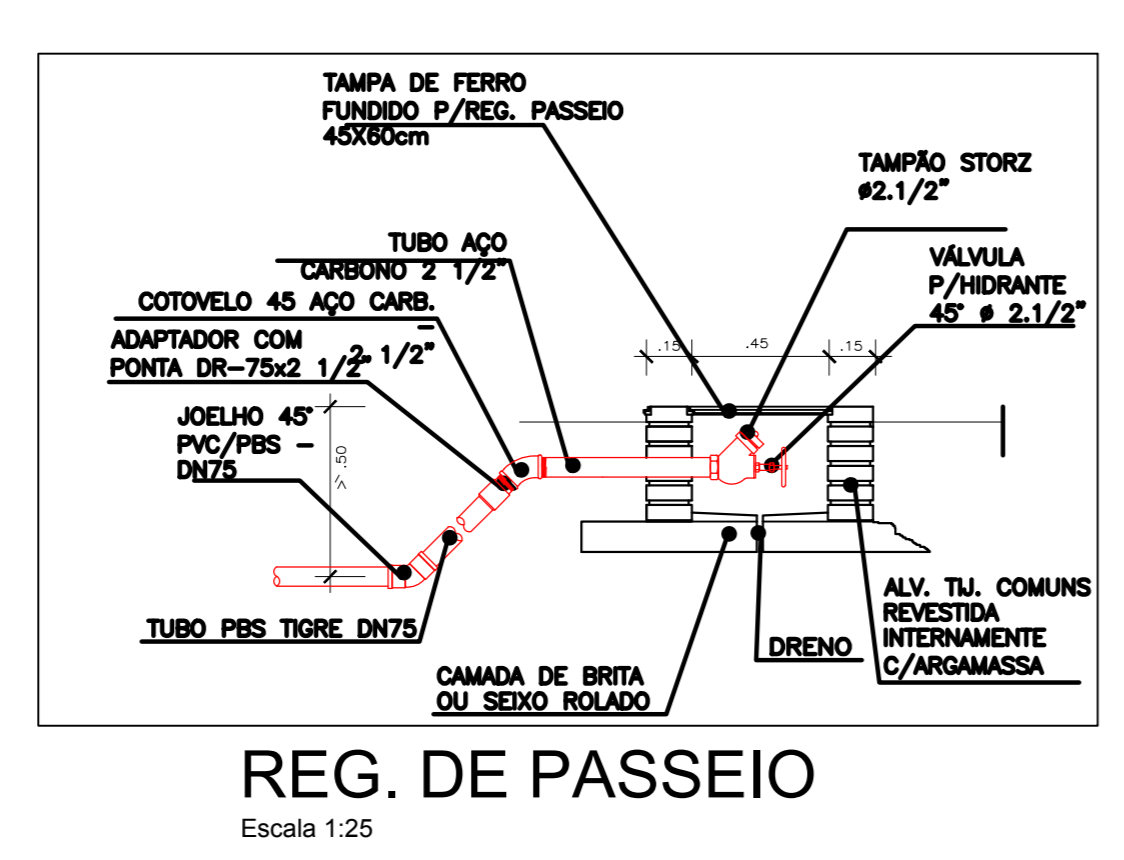 TAMPA DE FERRO
FUNDIDO P/REG. PASSEIO
45X60cm
TAMPÃO STORZ
ø2.1/2"
TUBO AÇO
CARBONO 2 1/2"
VÁLVULA
P/HIDRANTE
45° ø 2.1/2"
COTOVELO 45 AÇO CARB.
–
2 1/2"
ADAPTADOR COM
PONTA DR-75x2 1/2"
.15
.45
.15
JOELHO 45°
PVC/PBS –
DN75
>.50
TUBO PBS TIGRE DN75
CAMADA DE BRITA
OU SEIXO ROLADO
DRENO
ALV. TIJ. COMUNS
REVESTIDA
INTERNAMENTE
C/ARGAMASSA
REG. DE PASSEIO
Escala 1:25